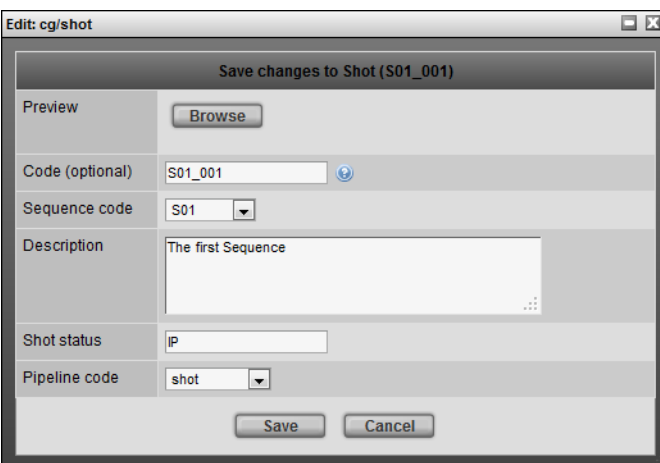 Edit: cg/shot
Save changes to Shot (S01_001)
Preview
Browse
Code (optional) S01_001
Sequence code S01
Description The first Sequence
Shot status IP
Pipeline code shot
Save Cancel